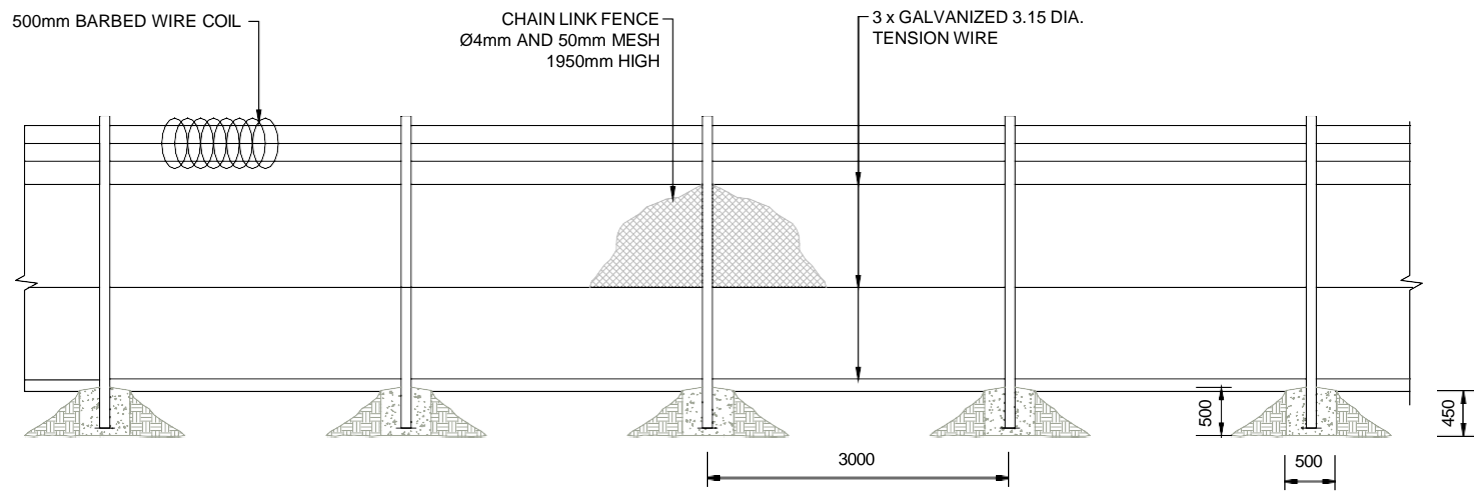 500mm BARBED WIRE COIL
CHAIN LINK FENCE
Ø4mm AND 50mm MESH
1950mm HIGH
3 x GALVANIZED 3.15 DIA.
TENSION WIRE
500
450
3000
500